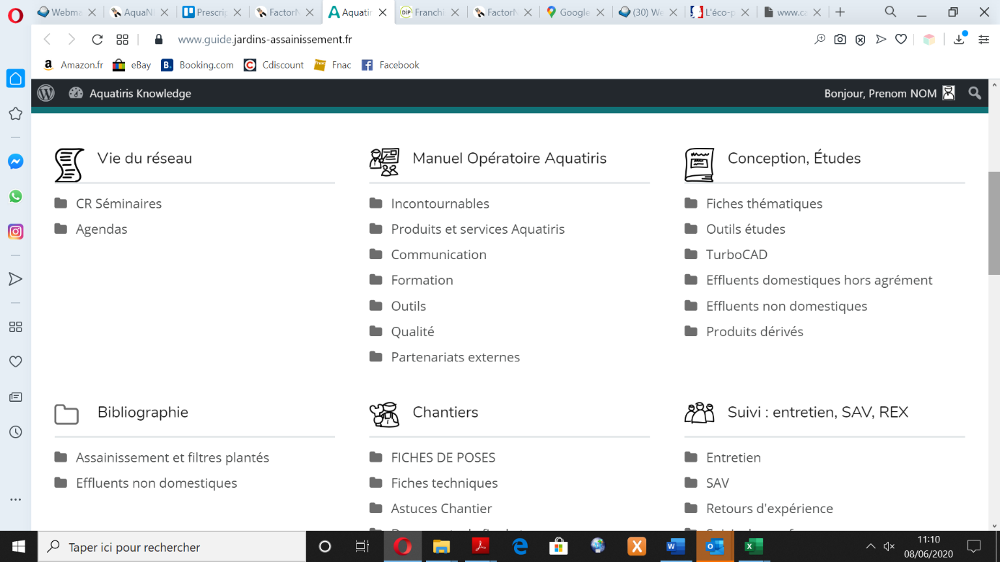 Webma
AquaN
Prescrip
FactorN
Aquatir
Franchi
FactorN
Google
(30) We
L'éco-p
www.ca
www.guide.jardins-assainissement.fr
Amazon.fr
eBay
Booking.com
Cdiscount
Fnac
Facebook
Aquatiris Knowledge
Bonjour, Prenom NOM
Vie du réseau
CR Séminaires
Agendas
Manuel Opératoire Aquatiris
Incontournables
Produits et services Aquatiris
Communication
Formation
Outils
Qualité
Partenariats externes
Conception, Études
Fiches thématiques
Outils études
TurboCAD
Effluents domestiques hors agrément
Effluents non domestiques
Produits dérivés
Bibliographie
Assainissement et filtres plantés
Effluents non domestiques
Chantiers
FICHES DE POSES
Fiches techniques
Astuces Chantier
Suivi : entretien, SAV, REX
Entretien
SAV
Retours d'expérience
Taper ici pour rechercher
11:10
08/06/2020